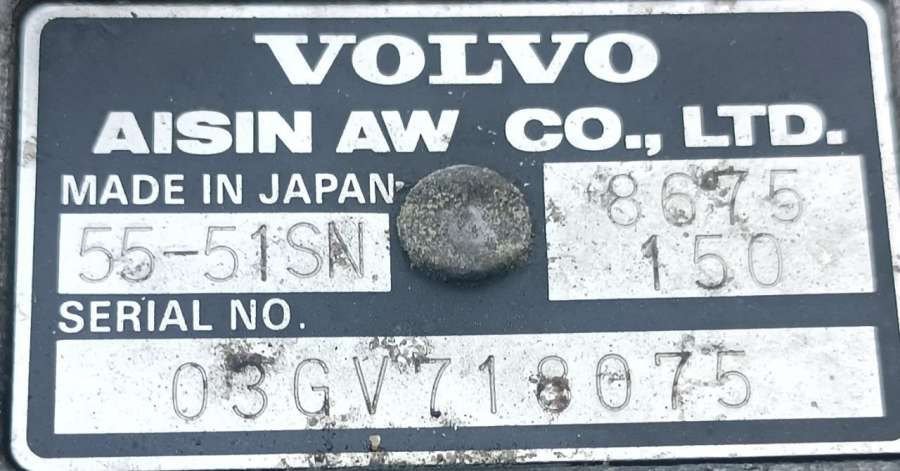 VOLVO
AISIN AW CO., LTD.
MADE IN JAPAN
8675
55-51SN
150
SERIAL NO.
03GV718075